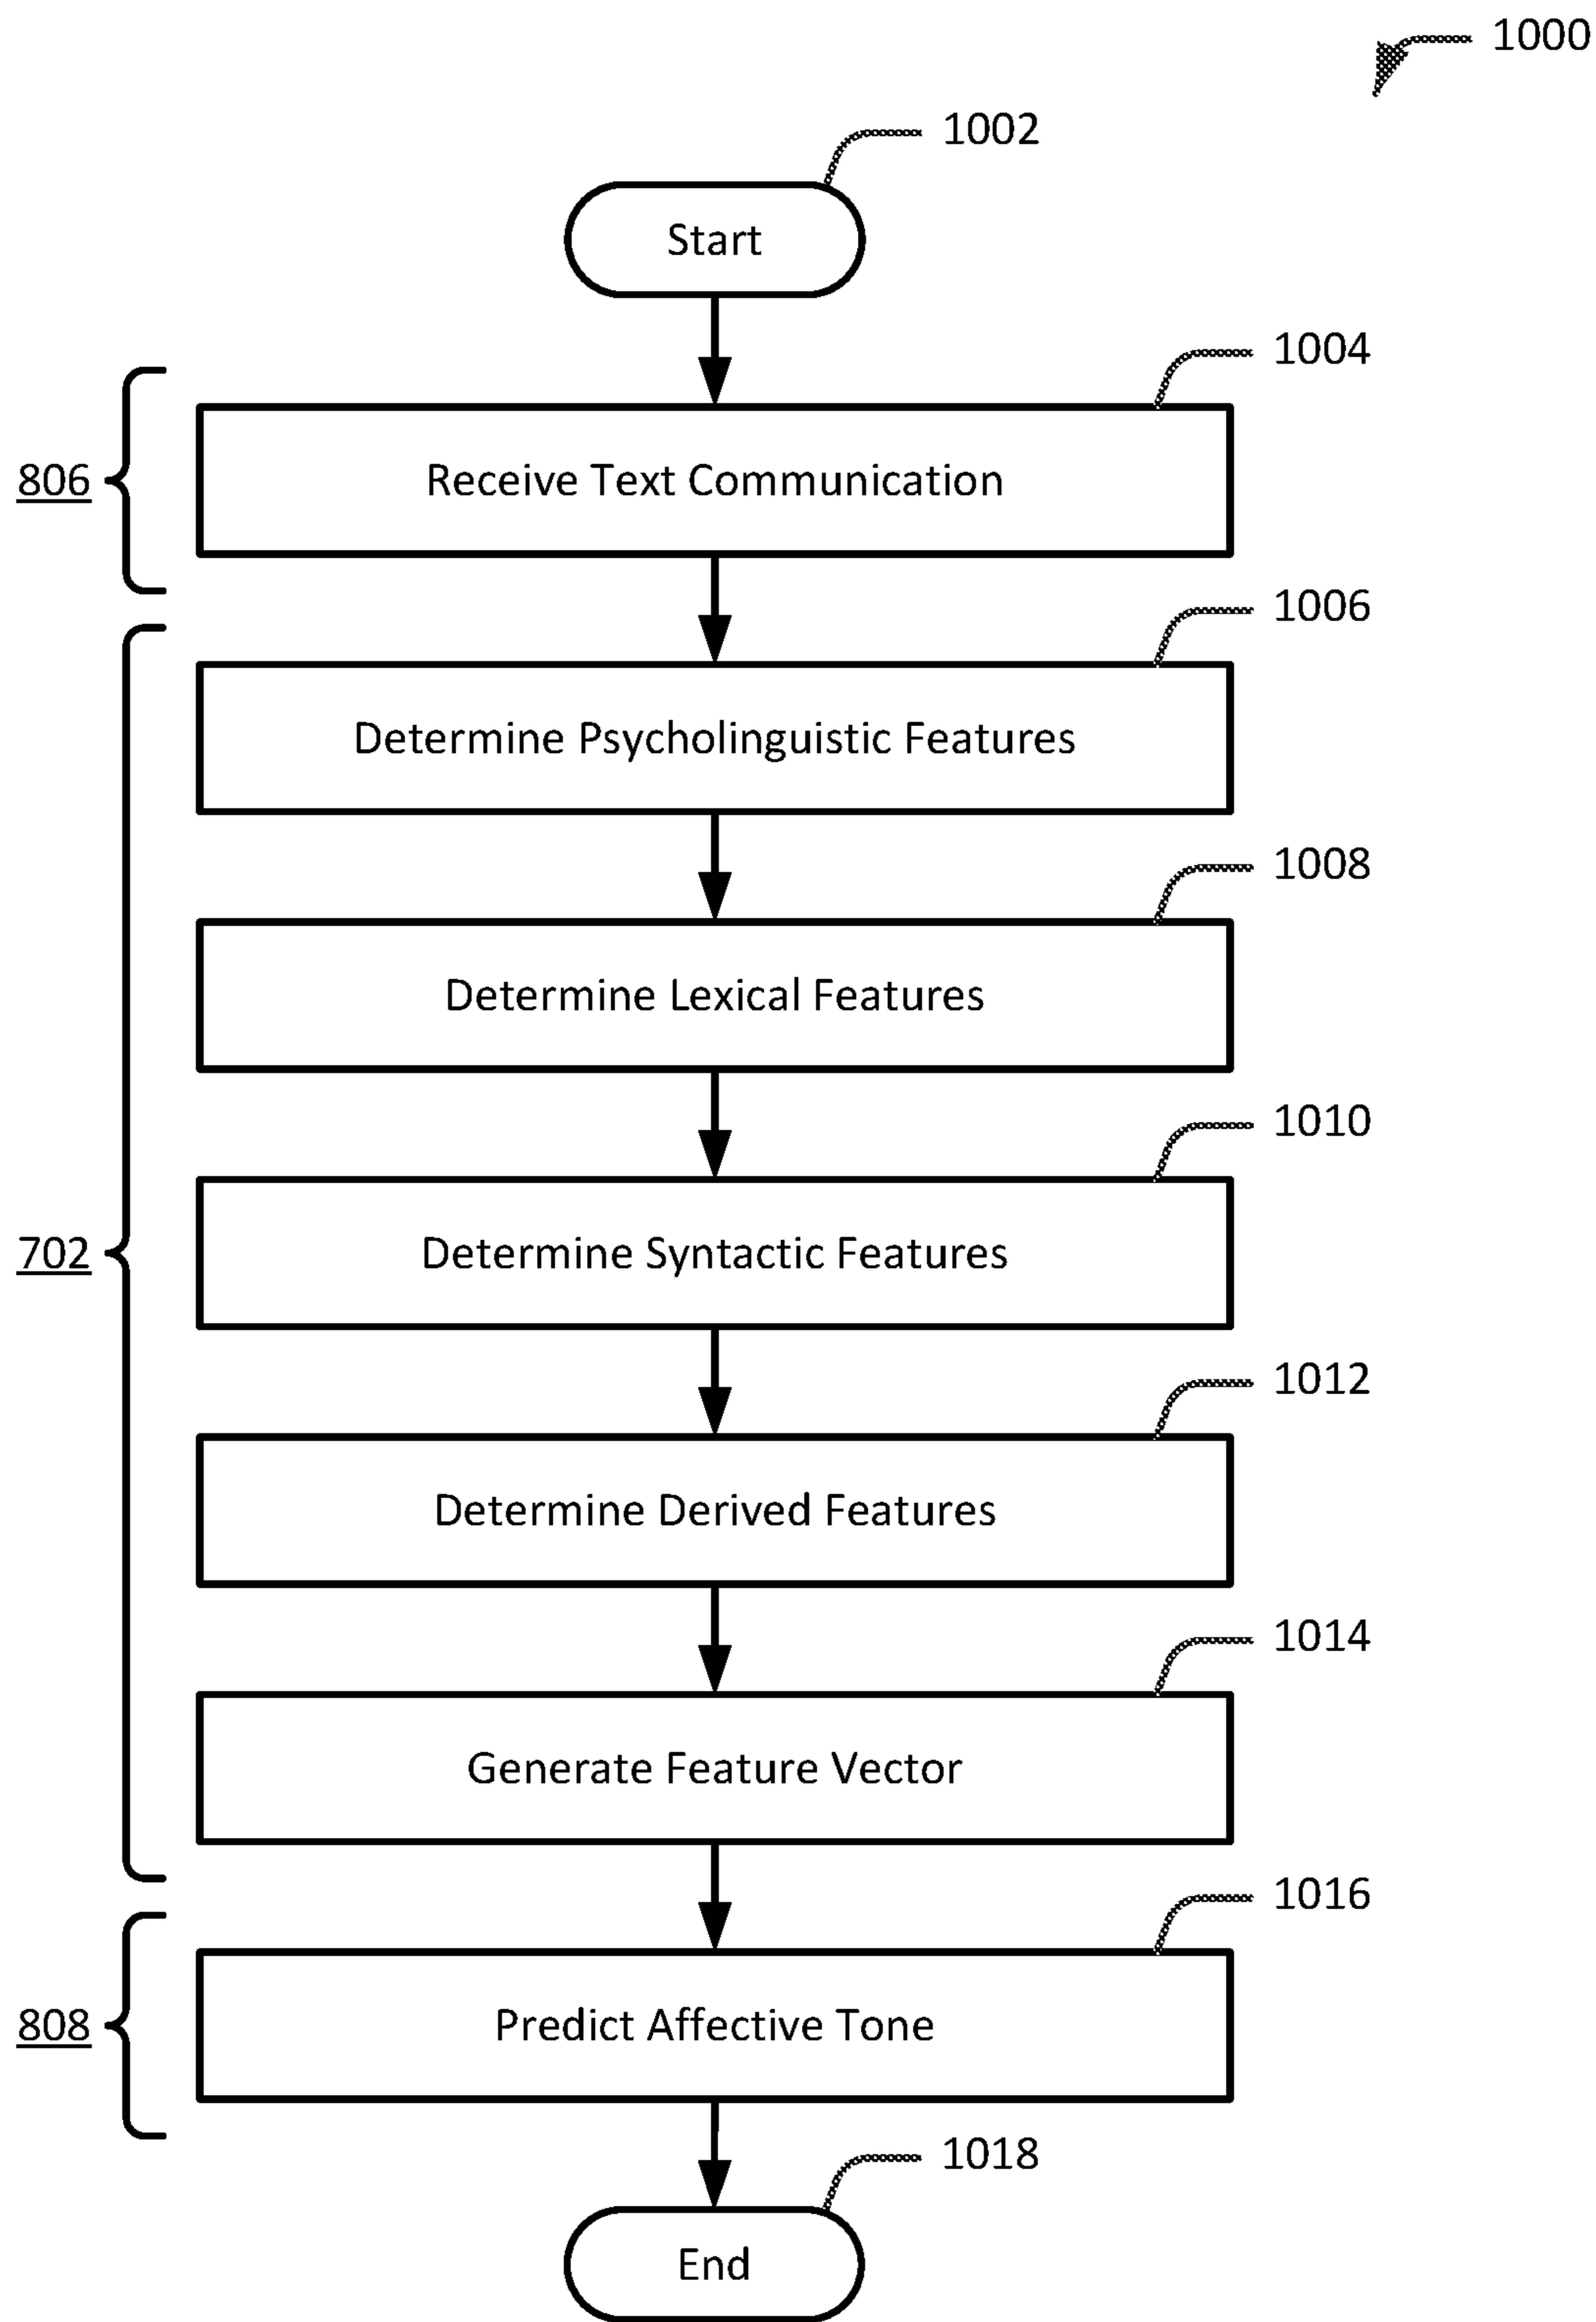 1000
1002
Start
1004
806
Receive Text Communication
1006
Determine Psycholinguistic Features
1008
Determine Lexical Features
1010
702
Determine Syntactic Features
1012
Determine Derived Features
1014
Generate Feature Vector
1016
808
Predict Affective Tone
1018
End